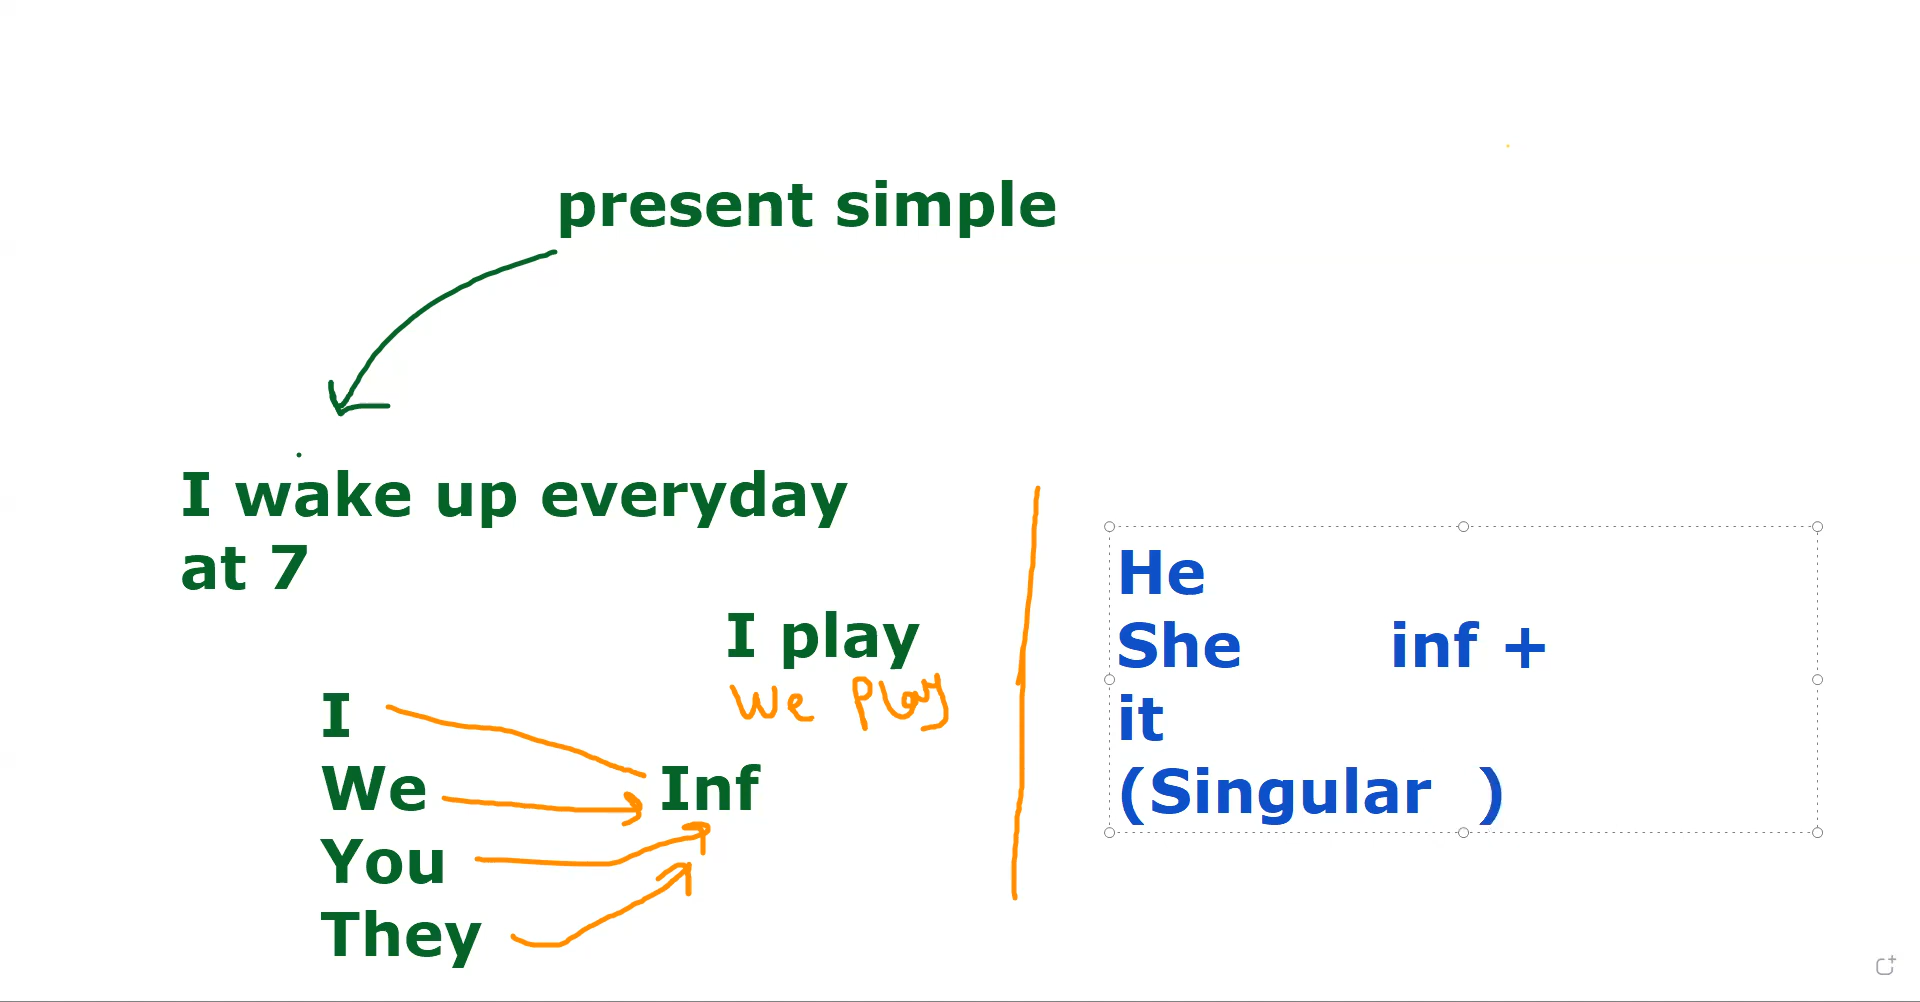 present simple
I wake up everyday
at 7
I play
We Play
I
We Inf
You
They
He
She inf +
it
(Singular )